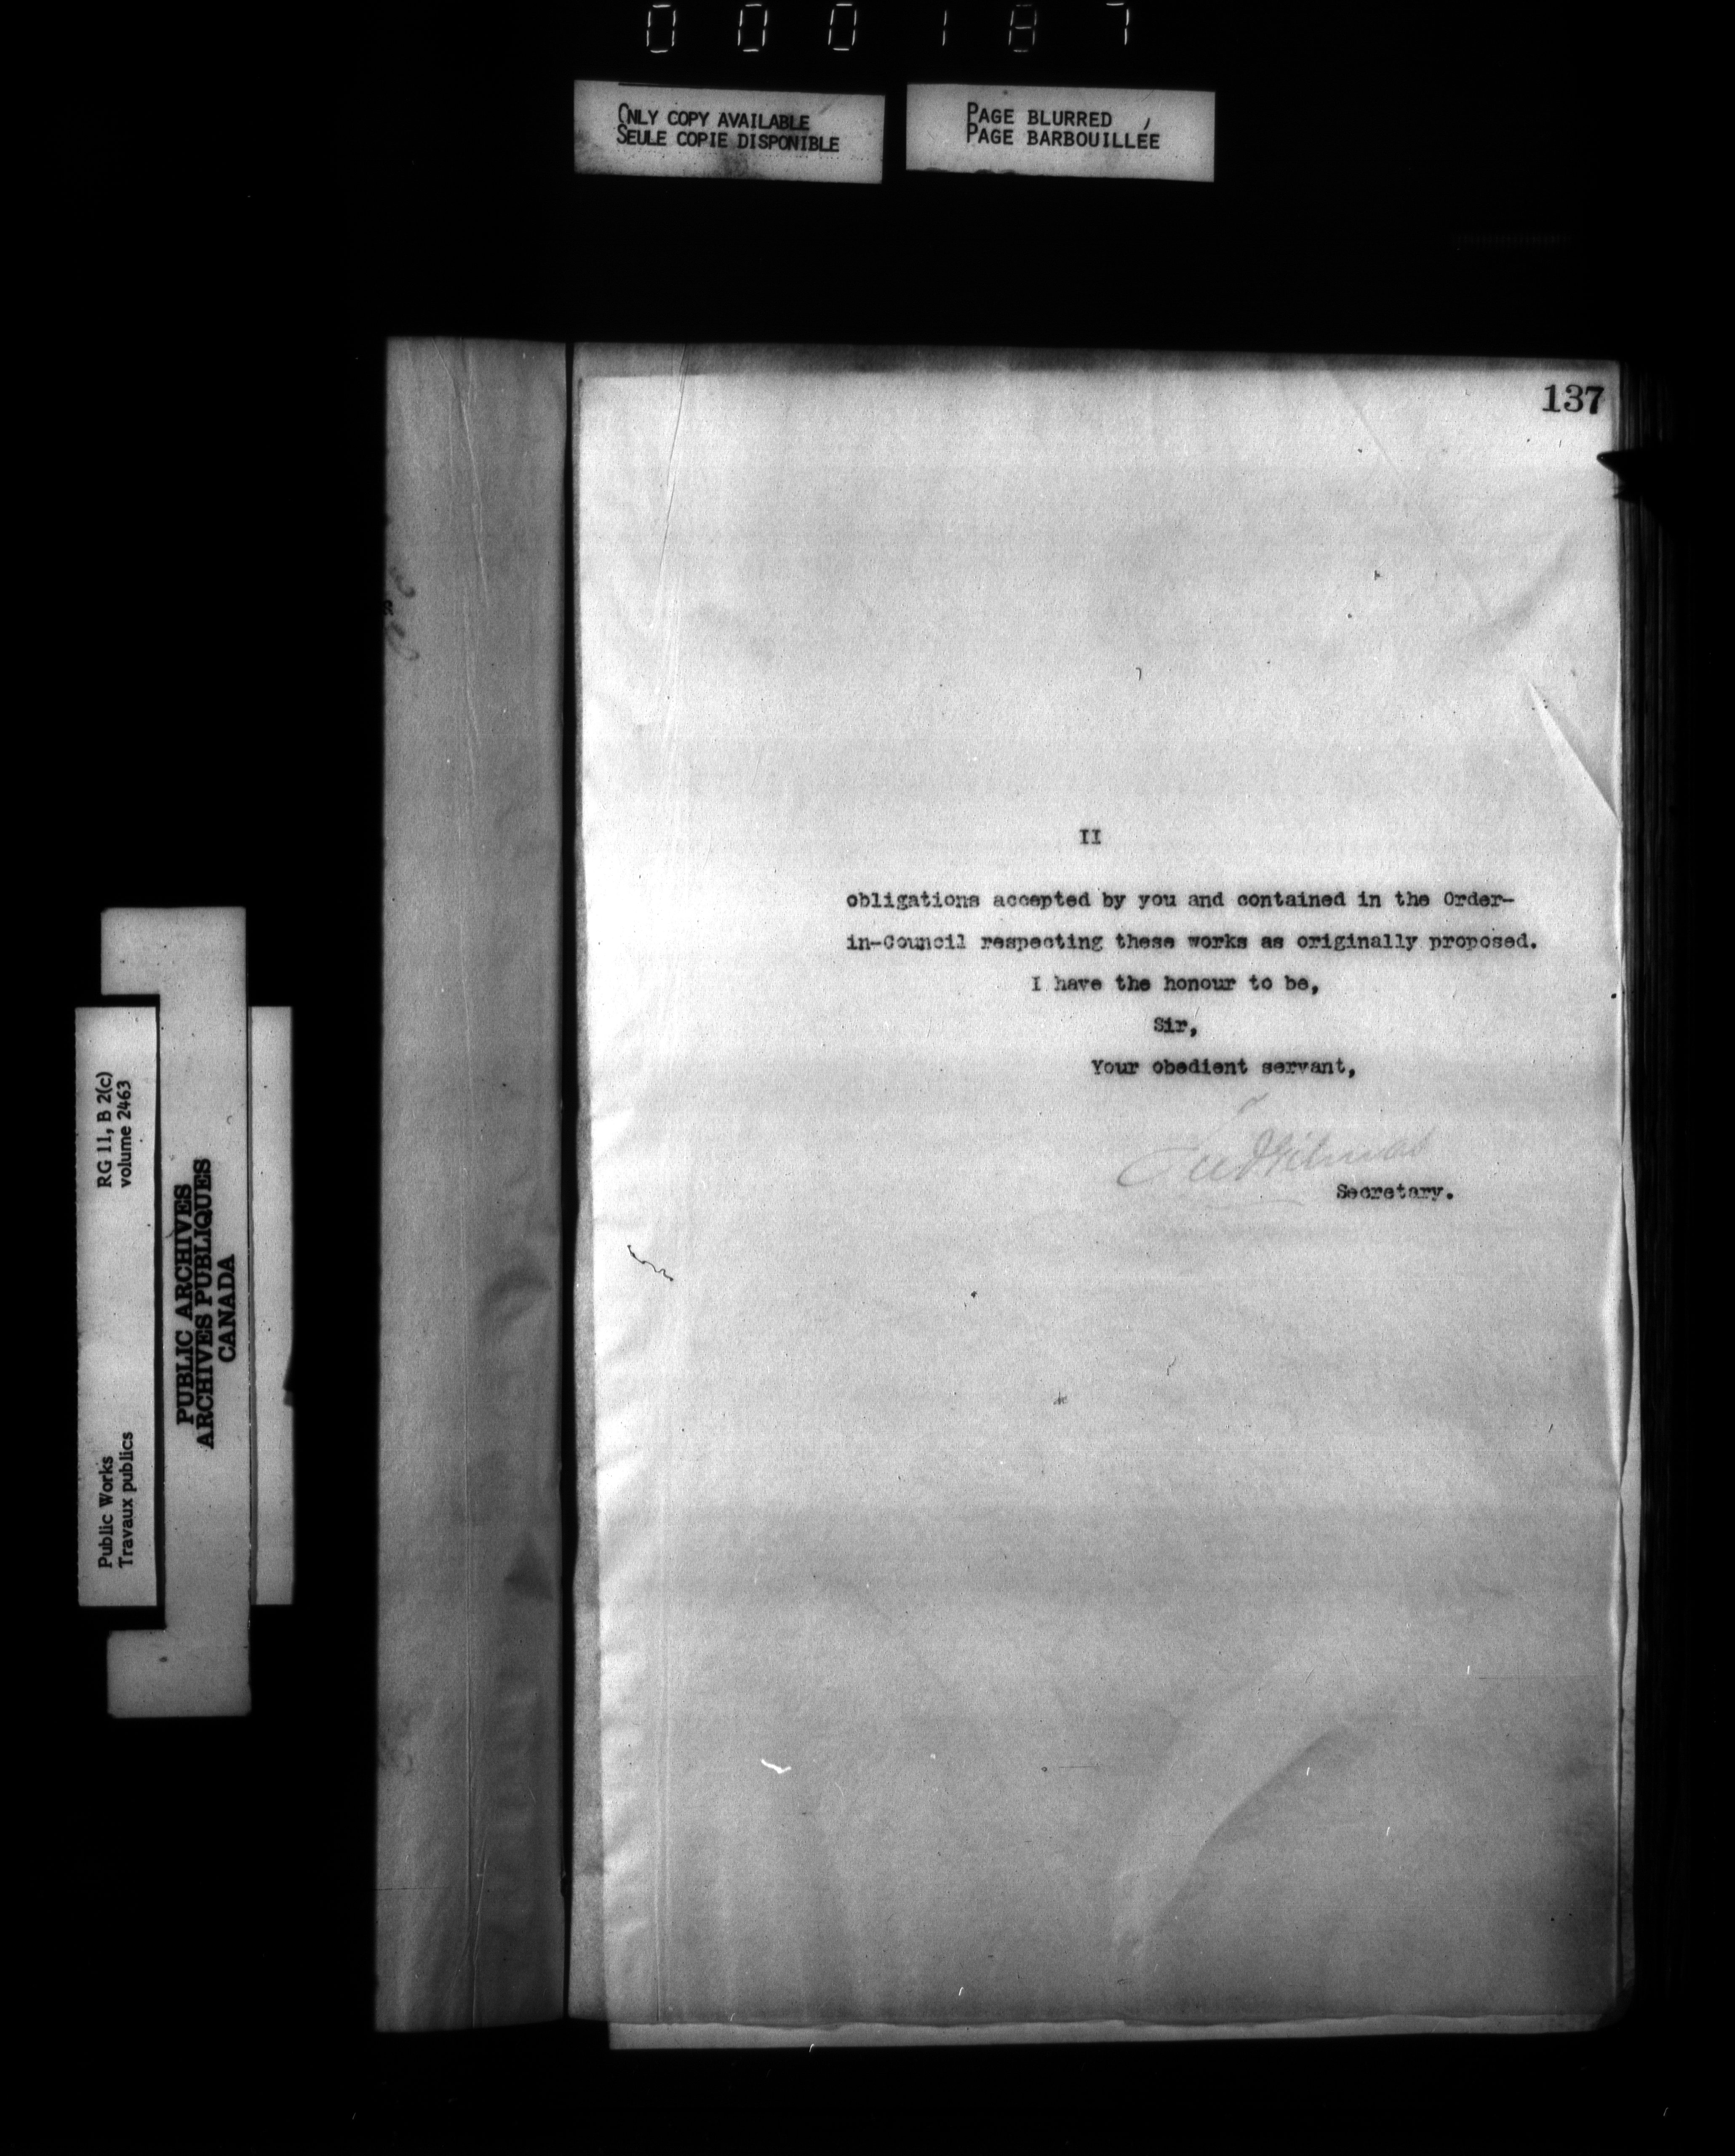 000187
ONLY COPY AVAILABLE
SEULE COPIE DISPONIBLE
PAGE BLURRED
PAGE BARBOUILLÉE
137
II
obligations accepted by you and contained in the Order-
in-Council respecting these works as originally proposed.
I have the honour to be,
Sir,
Your obedient servant,
Secretary.
RG 11, B 2(c)
volume 2463
Public Works
Travaux publics
PUBLIC ARCHIVES
ARCHIVES PUBLIQUES
CANADA